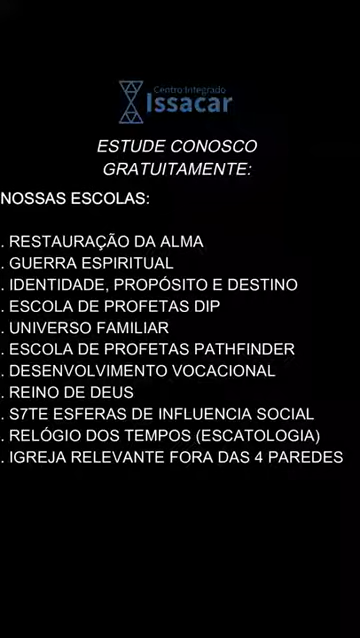 Centro Integrado
Issacar
ESTUDE CONOSCO
GRATUITAMENTE:
NOSSAS ESCOLAS:
. RESTAURAÇÃO DA ALMA
. GUERRA ESPIRITUAL
. IDENTIDADE, PROPÓSITO E DESTINO
. ESCOLA DE PROFETAS DIP
. UNIVERSO FAMILIAR
. ESCOLA DE PROFETAS PATHFINDER
. DESENVOLVIMENTO VOCACIONAL
. REINO DE DEUS
. S7TE ESFERAS DE INFLUENCIA SOCIAL
. RELÓGIO DOS TEMPOS (ESCATOLOGIA)
. IGREJA RELEVANTE FORA DAS 4 PAREDES